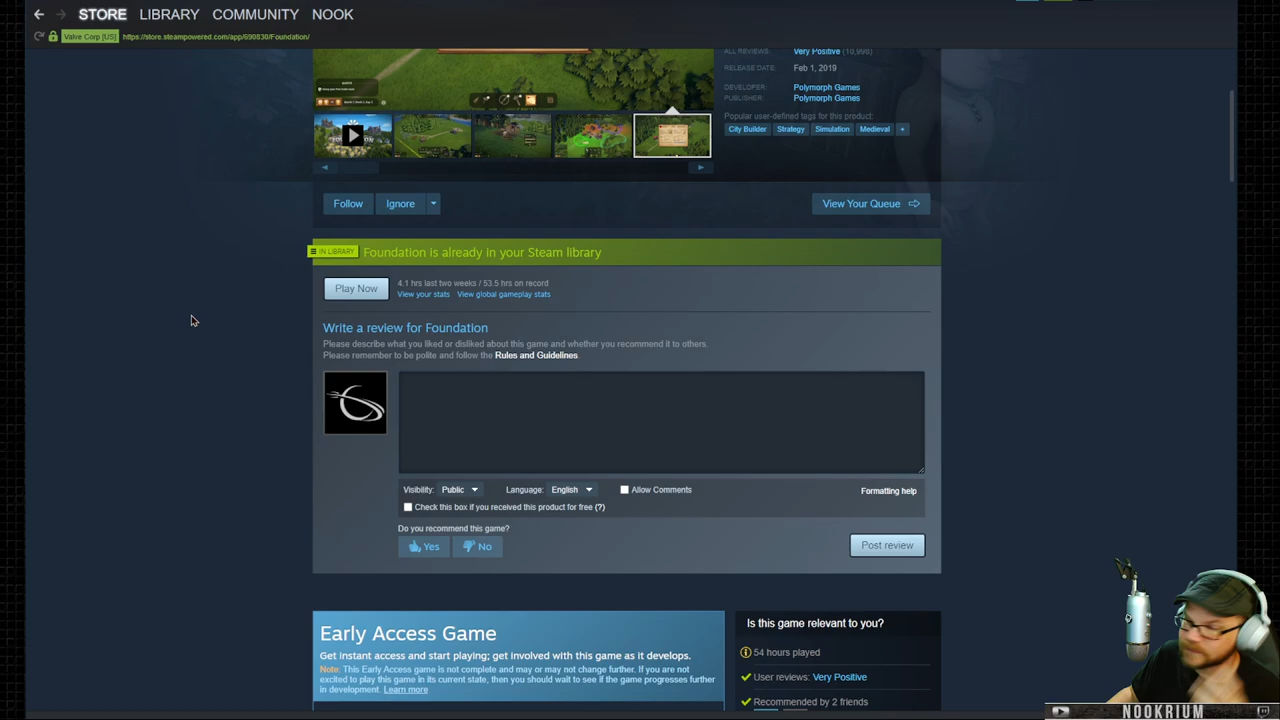 STORE LIBRARY COMMUNITY NOOK
Valve Corp [US] https://store.steampowered.com/app/690830/Foundation/
ALL REVIEWS: Very Positive (10,998)
RELEASE DATE: Feb 1, 2019
DEVELOPER: Polymorph Games
PUBLISHER: Polymorph Games
Popular user-defined tags for this product:
City Builder Strategy Simulation Medieval +
Follow Ignore View Your Queue
IN LIBRARY Foundation is already in your Steam library
Play Now
4.1 hrs last two weeks / 53.5 hrs on record
View your stats View global gameplay stats
Write a review for Foundation
Please describe what you liked or disliked about this game and whether you recommend it to others.
Please remember to be polite and follow the Rules and Guidelines.
Visibility: Public Language: English Allow Comments Formatting help
Check this box if you received this product for free (?)
Do you recommend this game?
Yes No Post review
Early Access Game
Get instant access and start playing; get involved with this game as it develops.
Note: This Early Access game is not complete and may or may not change further. If you are
not excited to play this game in its current state, then you should wait to see if the game progresses further
in development. Learn more
Is this game relevant to you?
54 hours played
User reviews: Very Positive
Recommended by 2 friends
NOOKRIUM